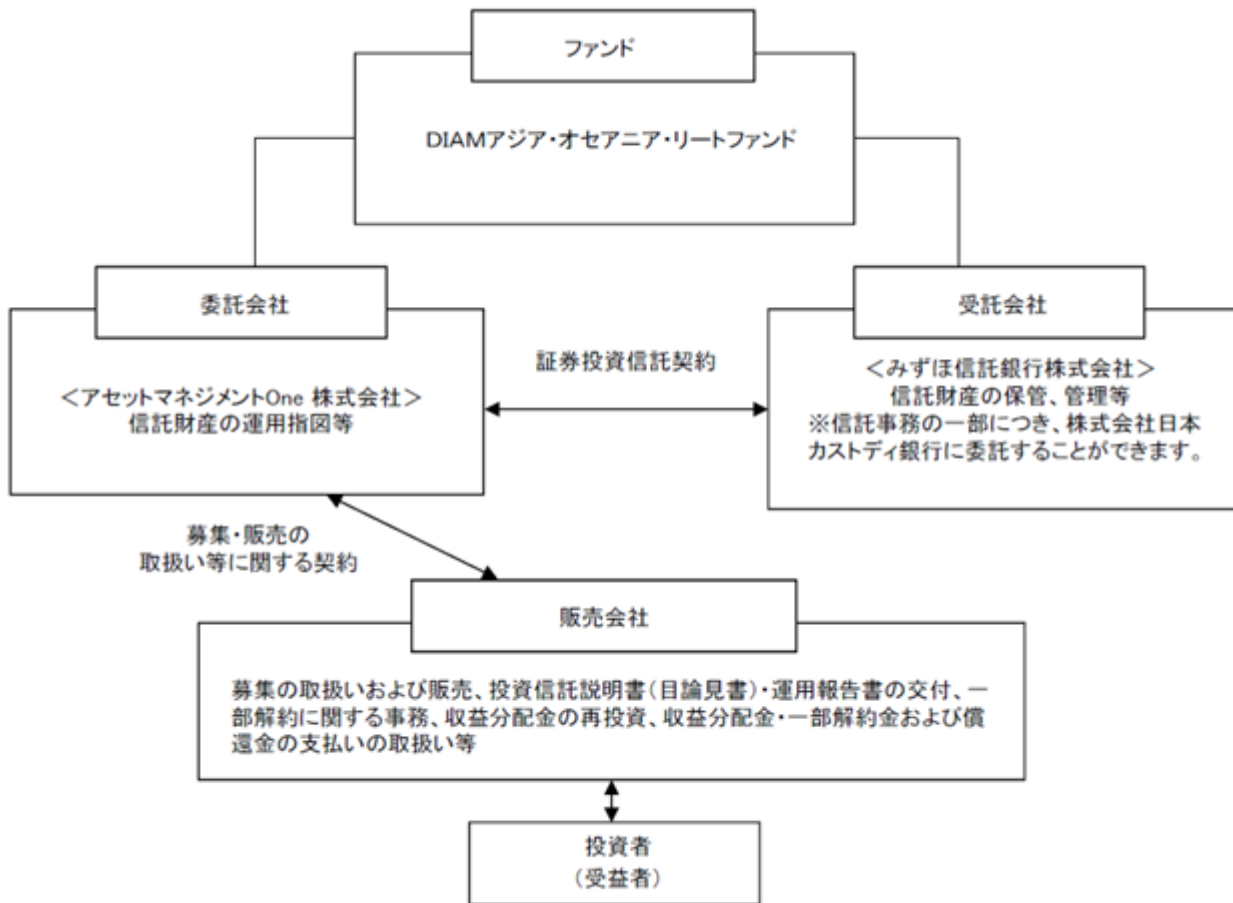 ファンド
DIAMアジア・オセアニア・リートファンド
委託会社
<アセットマネジメントOne 株式会社>
信託財産の運用指図等
証券投資信託契約
受託会社
<みずほ信託銀行株式会社>
信託財産の保管、管理等
※信託事務の一部につき、株式会社日本
カストディ銀行に委託することができます。
募集・販売の
取扱い等に関する契約
販売会社
募集の取扱いおよび販売、投資信託説明書(目論見書)・運用報告書の交付、一
部解約に関する事務、収益分配金の再投資、収益分配金・一部解約金および償
還金の支払いの取扱い等
投資者
(受益者)